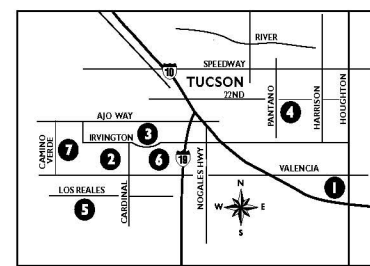 RIVER
SPEEDWAY
10
TUCSON
22ND
PANTANO
4
HARRISON
HOUGHTON
AJO WAY
3
IRVINGTON
CAMINO VERDE
7
2
6
19
NOGALES HWY
VALENCIA
1
LOS REALES
CARDINAL
5
N
W E
S